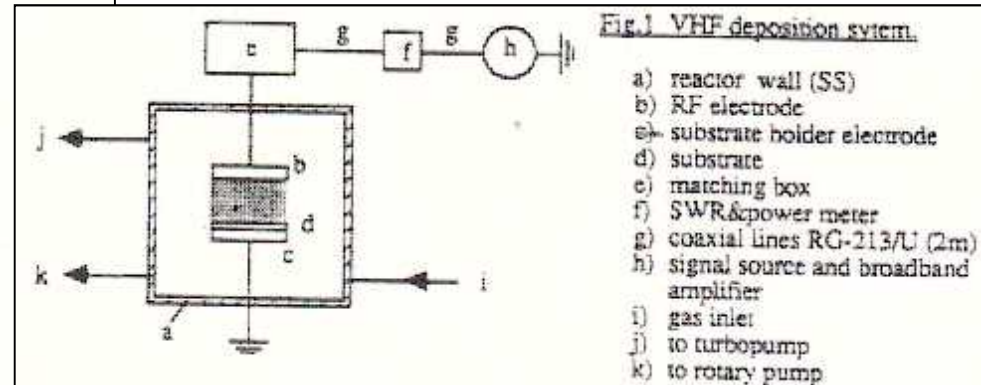 e
g
f
g
h
Fig.1 VHF deposition sytem.
a) reactor wall (SS)
b) RF electrode
c) substrate holder electrode
d) substrate
e) matching box
f) SWR&power meter
g) coaxial lines RG-213/U (2m)
h) signal source and broadband
amplifier
i) gas inlet
j) to turbopump
k) to rotary pump
j
b
d
c
k
i
a